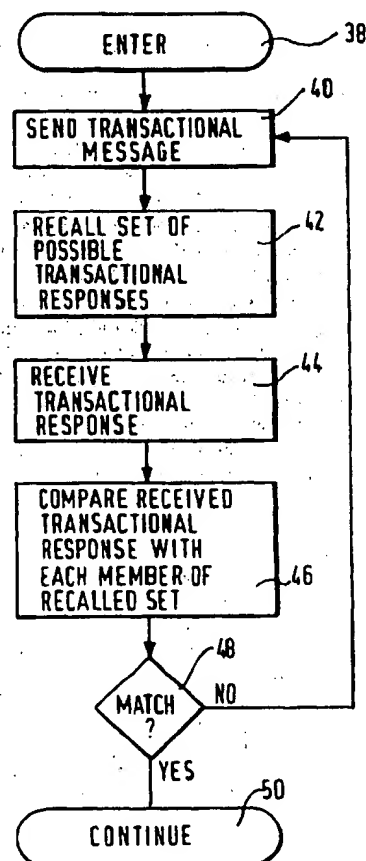 ENTER
38
40
SEND TRANSACTIONAL
MESSAGE
RECALL SET OF
POSSIBLE
TRANSACTIONAL
RESPONSES
42
RECEIVE
TRANSACTIONAL
RESPONSE
44
COMPARE RECEIVED
TRANSACTIONAL
RESPONSE WITH
EACH MEMBER OF
RECALLED SET
46
48
MATCH
?
NO
YES
50
CONTINUE